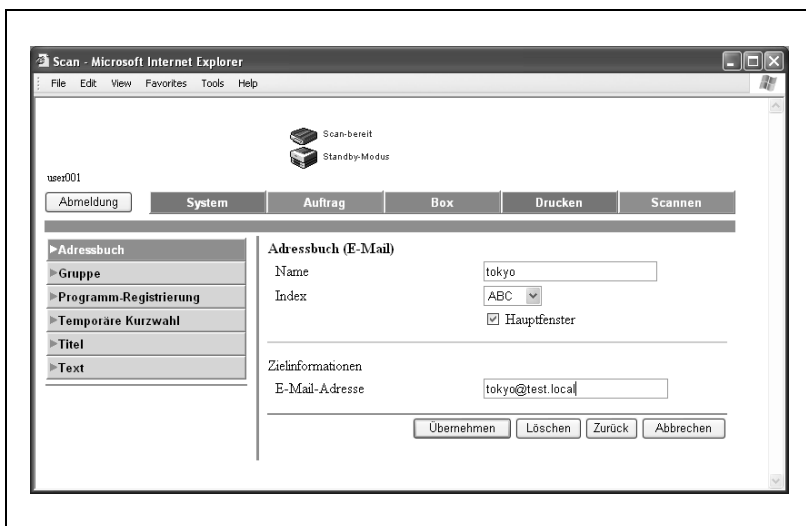 Scan - Microsoft Internet Explorer
File Edit View Favorites Tools Help
Scan-bereit
Standby-Modus
user001
Abmeldung System Auftrag Box Drucken Scannen
Adressbuch
Gruppe
Programm-Registrierung
Temporäre Kurzwahl
Titel
Text
Adressbuch (E-Mail)
Name tokyo
Index ABC
Hauptfenster
Zielinformationen
E-Mail-Adresse tokyo@test.local
Übernehmen Löschen Zurück Abbrechen